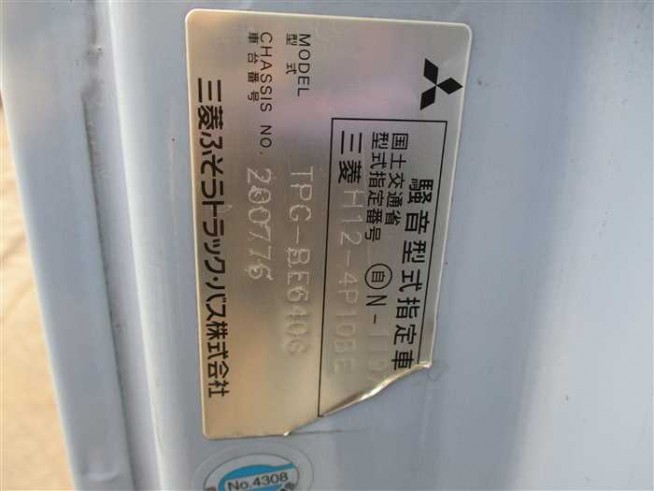 騒音型式指定車
国土交通省
型式指定番号 自 N-119
三菱 H12-4P10BE
MODEL
型式
TPG-BE640G
CHASSIS NO.
車台番号
200776
三菱ふそうトラック・バス株式会社
No.4308